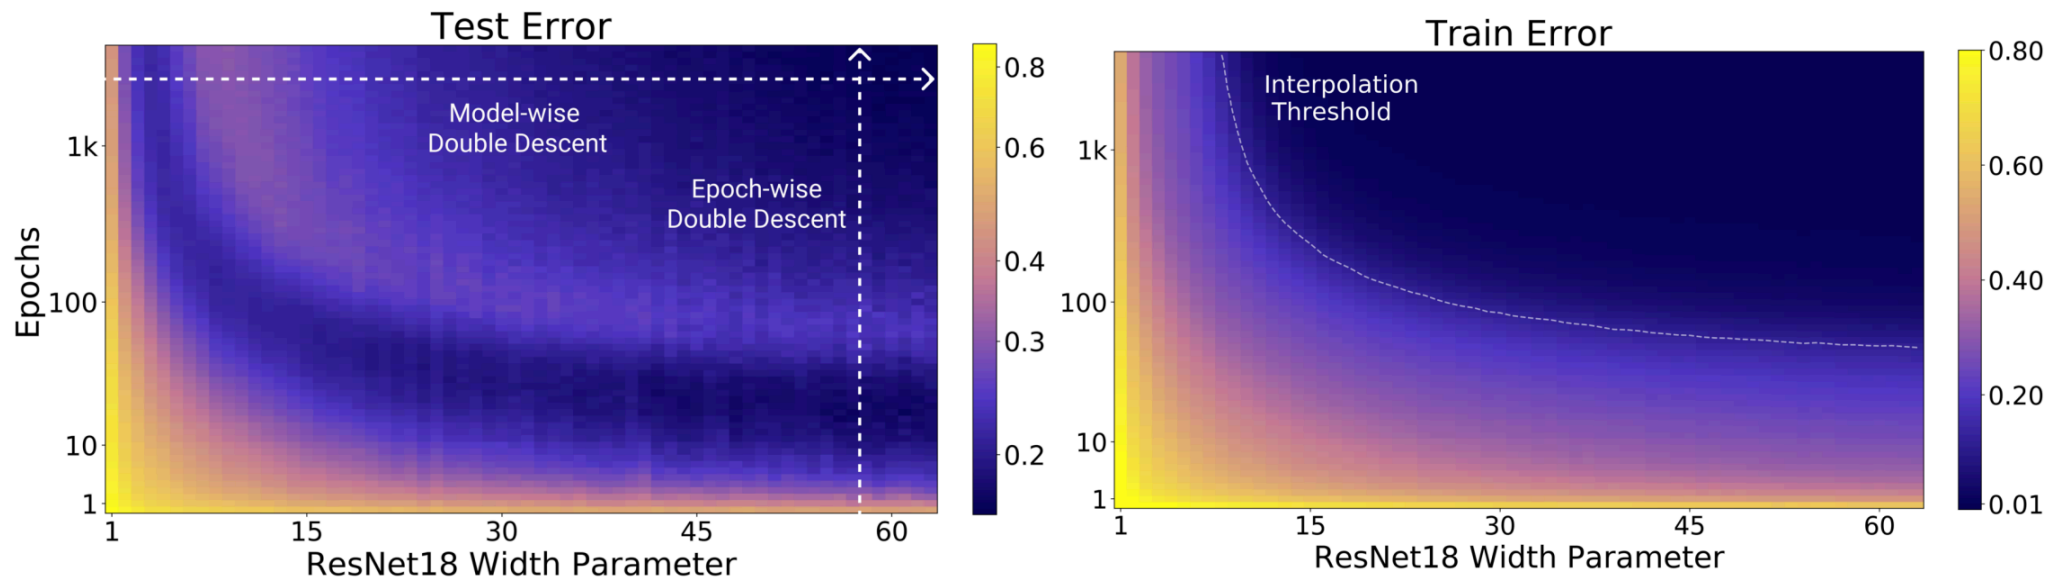 Test Error
Model-wise
Double Descent
Epoch-wise
Double Descent
Epochs
1k
100
10
1
1
15
30
45
60
ResNet18 Width Parameter
0.8
0.6
0.4
0.3
0.2
Train Error
Interpolation
Threshold
1k
100
10
1
1
15
30
45
60
ResNet18 Width Parameter
0.80
0.60
0.40
0.20
0.01